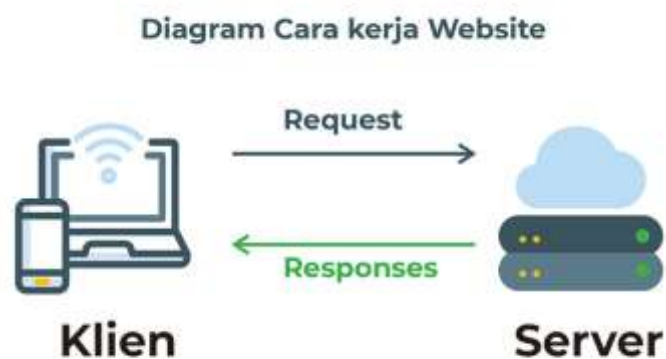 Diagram Cara kerja Website
Request
Responses
Klien
Server